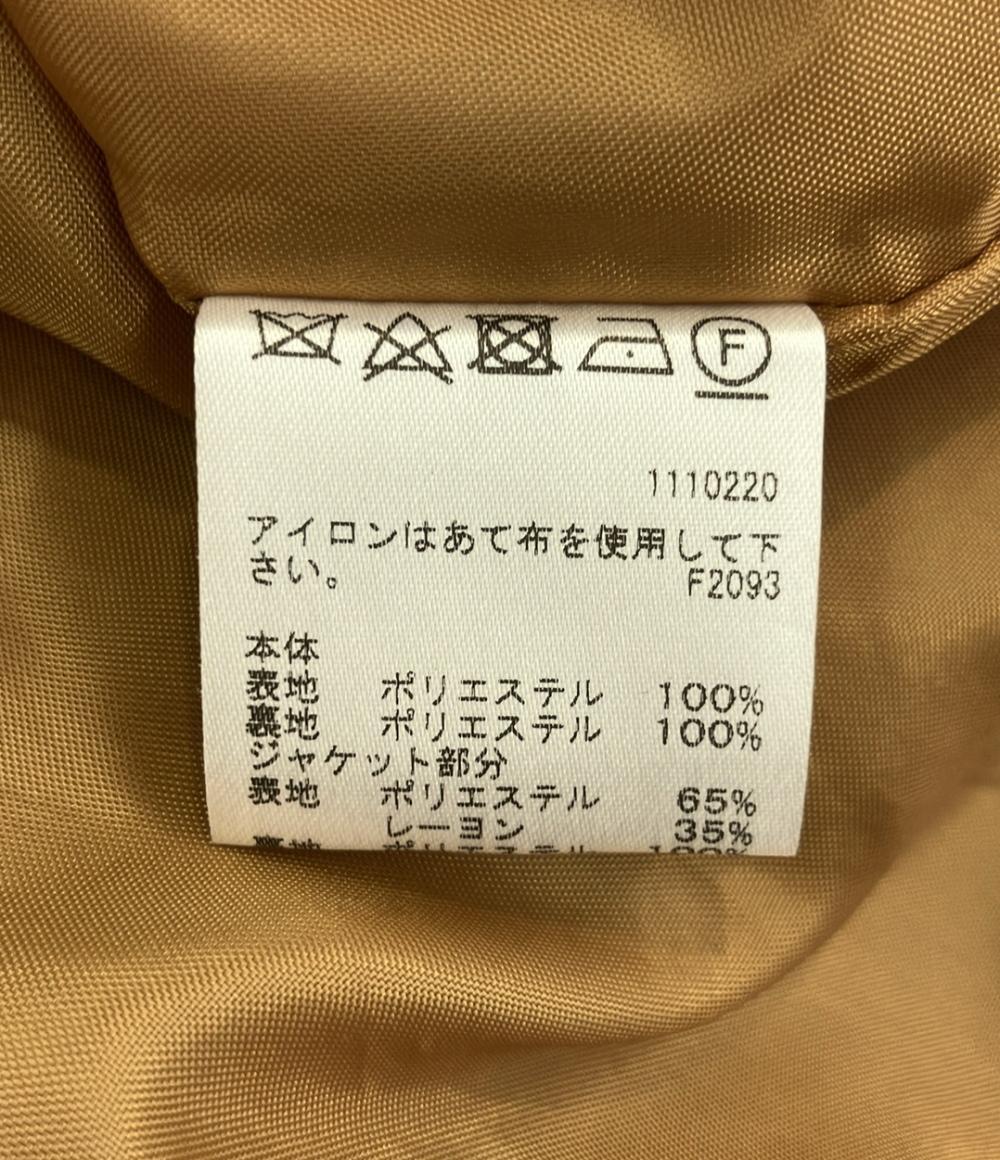 F
1110220
アイロンはあて布を使用して下
さい。 F2093
本体
表地 ポリエステル 100%
裏地 ポリエステル 100%
ジャケット部分
表地 ポリエステル 65%
レーヨン 35%